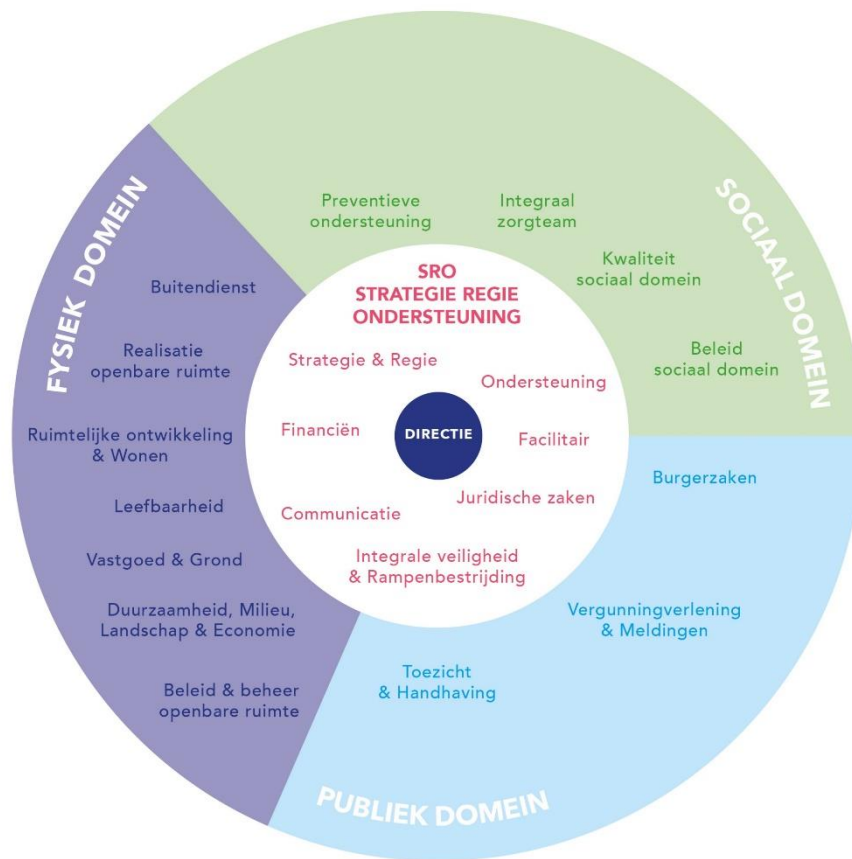 SOCIAAL DOMEIN
Preventieve
ondersteuning
Integraal
zorgteam
Kwaliteit
sociaal domein
Beleid
sociaal domein
FYSIEK DOMEIN
Buitendienst
Realisatie
openbare ruimte
Ruimtelijke ontwikkeling
& Wonen
Leefbaarheid
Vastgoed & Grond
Duurzaamheid, Milieu,
Landschap & Economie
Beleid & beheer
openbare ruimte
SRO
STRATEGIE REGIE
ONDERSTEUNING
Strategie & Regie
Ondersteuning
Financiën
DIRECTIE
Facilitair
Communicatie
Juridische zaken
Integrale veiligheid
& Rampenbestrijding
Burgerzaken
Vergunningverlening
& Meldingen
Toezicht
& Handhaving
PUBLIEK DOMEIN